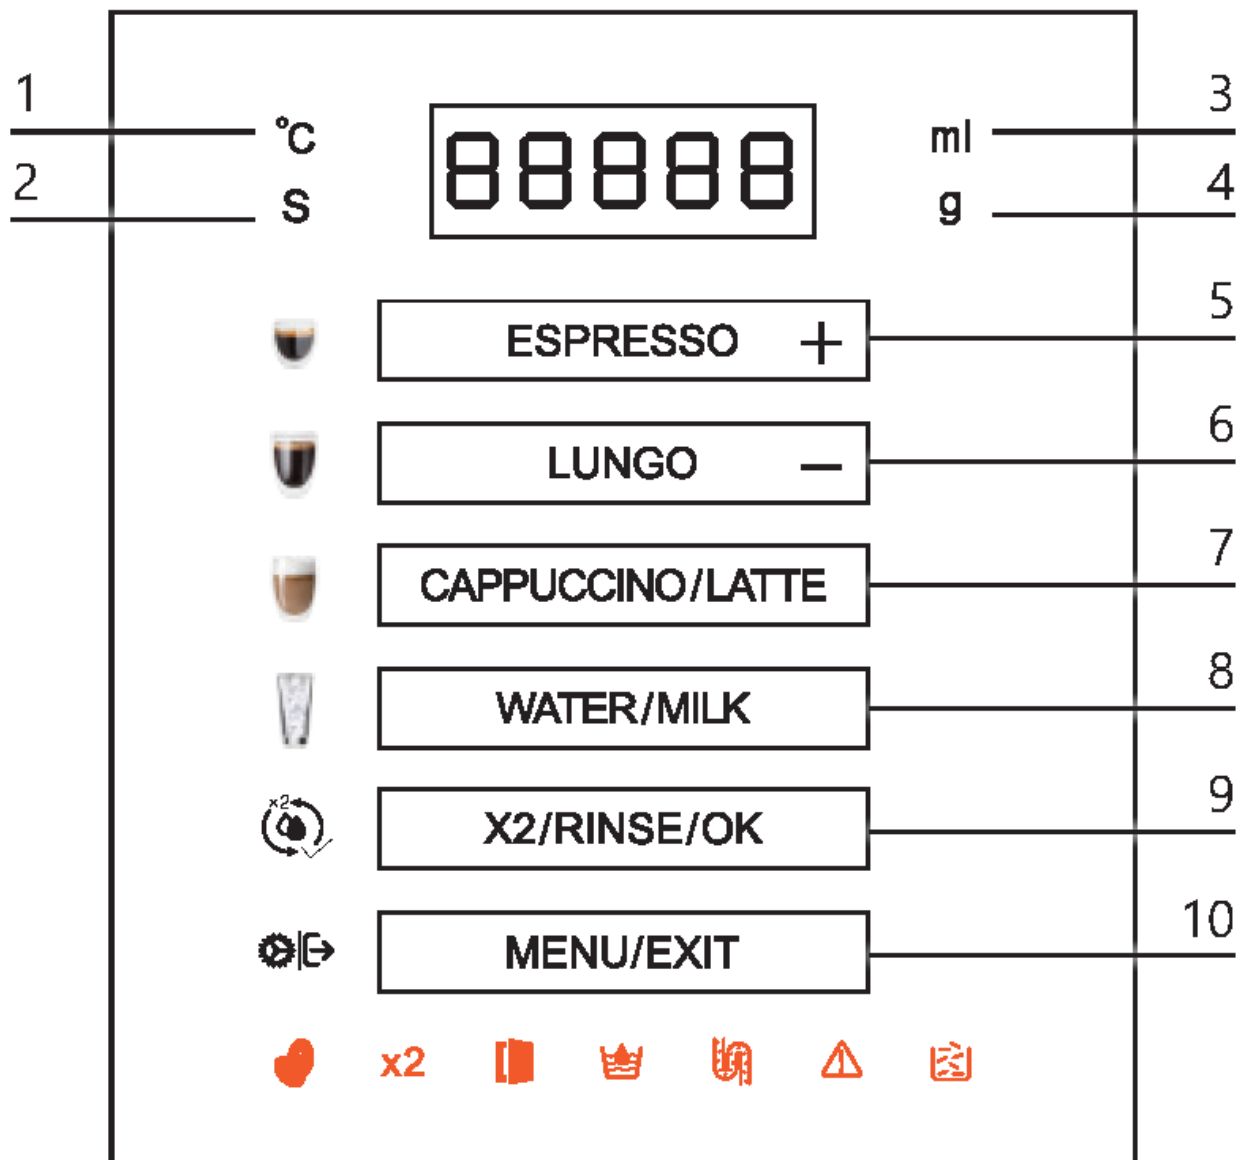 1
°C
88888
ml
3
2
S
g
4
5
ESPRESSO +
6
LUNGO −
7
CAPPUCCINO/LATTE
8
WATER/MILK
9
x2
X2/RINSE/OK
10
MENU/EXIT
x2